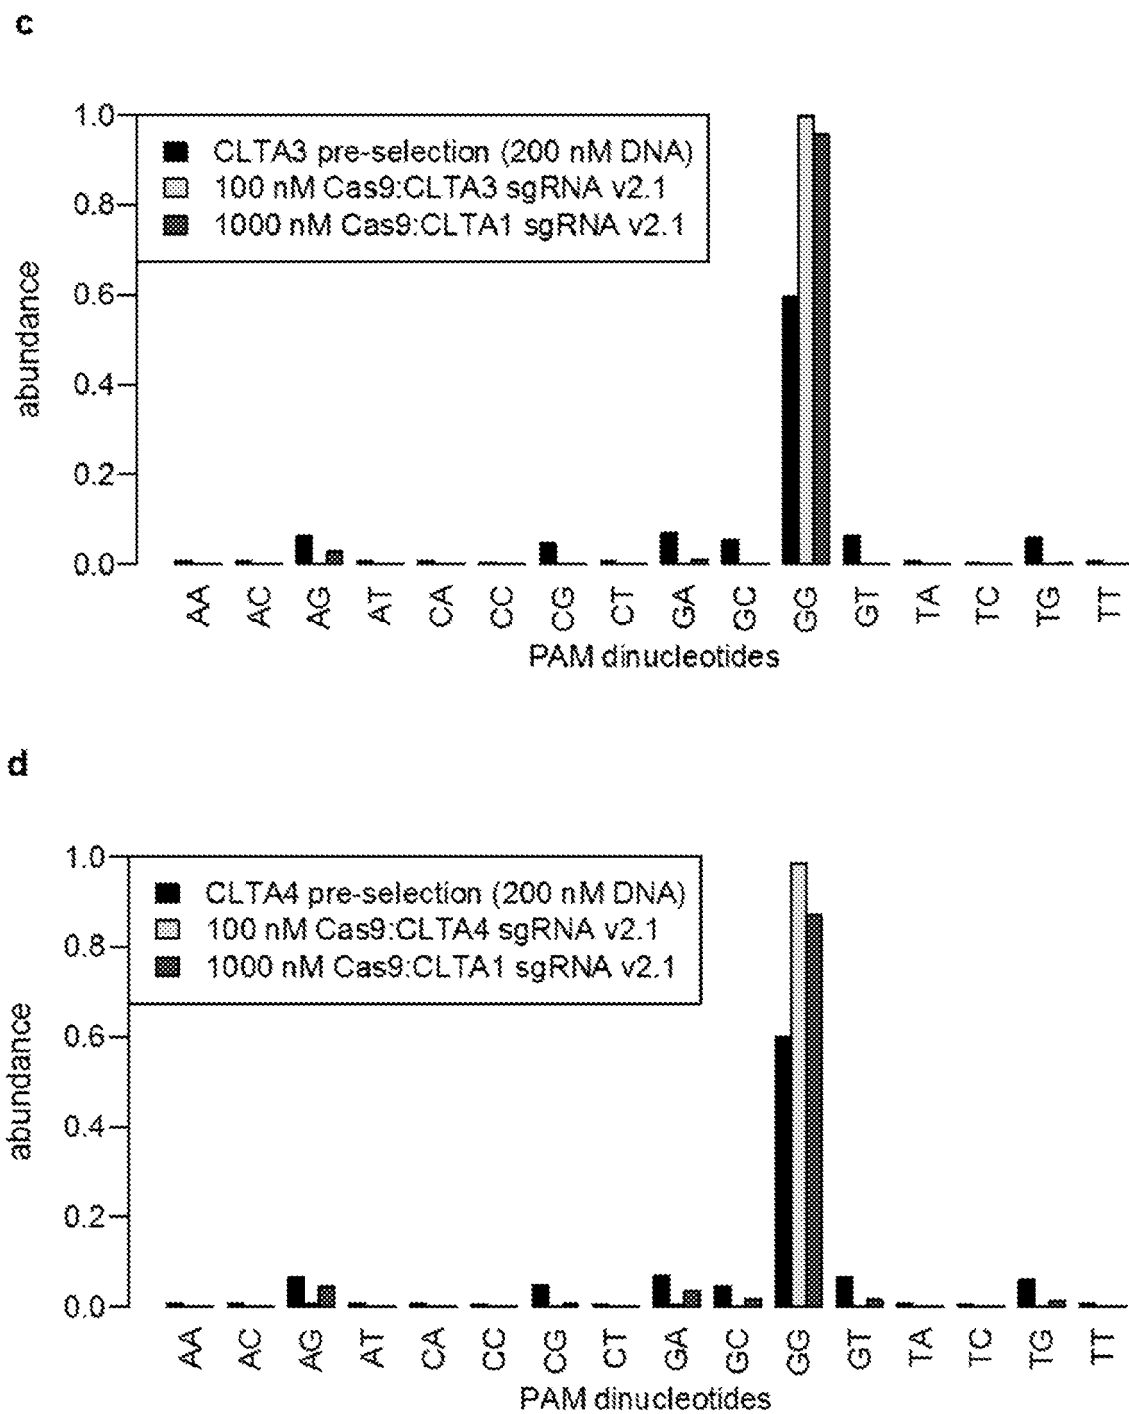 c
1.0
CLTA3 pre-selection (200 nM DNA)
100 nM Cas9:CLTA3 sgRNA v2.1
0.8
1000 nM Cas9:CLTA1 sgRNA v2.1
0.6
abundance
0.4
0.2
0.0
AA AC AG AT CA CC CG CT GA GC GG GT TA TC TG TT
PAM dinucleotides
d
1.0
CLTA4 pre-selection (200 nM DNA)
100 nM Cas9:CLTA4 sgRNA v2.1
0.8
1000 nM Cas9:CLTA1 sgRNA v2.1
0.6
abundance
0.4
0.2
0.0
AA AC AG AT CA CC CG CT GA GC GG GT TA TC TG TT
PAM dinucleotides